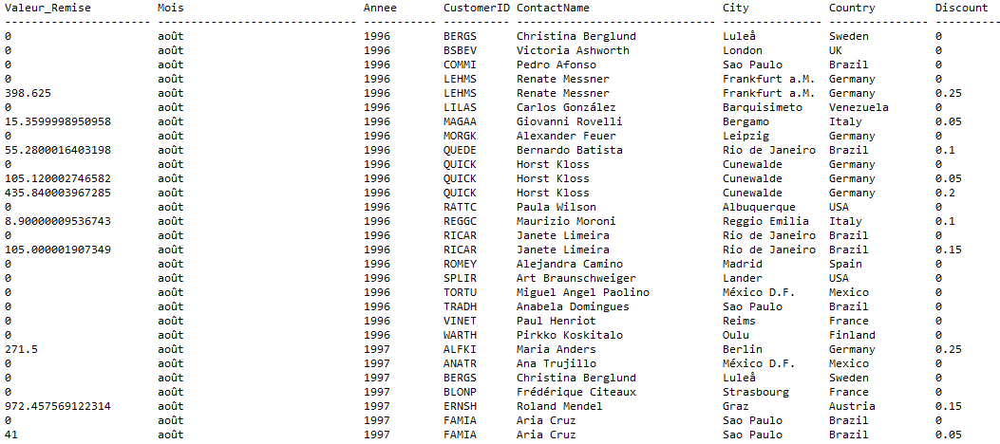 Valeur_Remise Mois Annee CustomerID ContactName City Country Discount
---------------------- ------------------------------ ----------- ---------- ------------------------------ --------------- --------------- -------------
0 août 1996 BERGS Christina Berglund Luleå Sweden 0
0 août 1996 BSBEV Victoria Ashworth London UK 0
0 août 1996 COMMI Pedro Afonso Sao Paulo Brazil 0
0 août 1996 LEHMS Renate Messner Frankfurt a.M. Germany 0
398.625 août 1996 LEHMS Renate Messner Frankfurt a.M. Germany 0.25
0 août 1996 LILAS Carlos González Barquisimeto Venezuela 0
15.3599998950958 août 1996 MAGAA Giovanni Rovelli Bergamo Italy 0.05
0 août 1996 MORGK Alexander Feuer Leipzig Germany 0
55.2800016403198 août 1996 QUEDE Bernardo Batista Rio de Janeiro Brazil 0.1
0 août 1996 QUICK Horst Kloss Cunewalde Germany 0
105.120002746582 août 1996 QUICK Horst Kloss Cunewalde Germany 0.05
435.840003967285 août 1996 QUICK Horst Kloss Cunewalde Germany 0.2
0 août 1996 RATTC Paula Wilson Albuquerque USA 0
8.90000009536743 août 1996 REGGC Maurizio Moroni Reggio Emilia Italy 0.1
0 août 1996 RICAR Janete Limeira Rio de Janeiro Brazil 0
105.000001907349 août 1996 RICAR Janete Limeira Rio de Janeiro Brazil 0.15
0 août 1996 ROMEY Alejandra Camino Madrid Spain 0
0 août 1996 SPLIR Art Braunschweiger Lander USA 0
0 août 1996 TORTU Miguel Angel Paolino México D.F. Mexico 0
0 août 1996 TRADH Anabela Domingues Sao Paulo Brazil 0
0 août 1996 VINET Paul Henriot Reims France 0
0 août 1996 WARTH Pirkko Koskitalo Oulu Finland 0
271.5 août 1997 ALFKI Maria Anders Berlin Germany 0.25
0 août 1997 ANATR Ana Trujillo México D.F. Mexico 0
0 août 1997 BERGS Christina Berglund Luleå Sweden 0
0 août 1997 BLONP Frédérique Citeaux Strasbourg France 0
972.457569122314 août 1997 ERNSH Roland Mendel Graz Austria 0.15
0 août 1997 FAMIA Aria Cruz Sao Paulo Brazil 0
41 août 1997 FAMIA Aria Cruz Sao Paulo Brazil 0.05